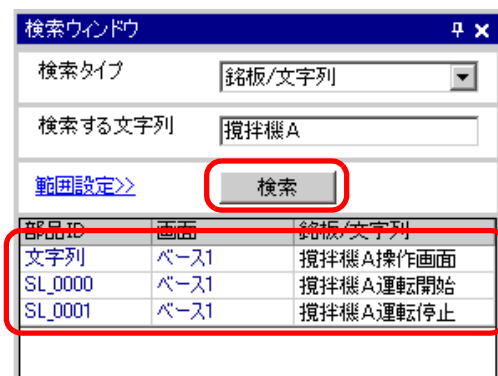 検索ウィンドウ
検索タイプ 銘板/文字列
検索する文字列 撹拌機A
範囲設定>> 検索
部品ID 画面 銘板/文字列
文字列 ベース1 撹拌機A操作画面
SL_0000 ベース1 撹拌機A運転開始
SL_0001 ベース1 撹拌機A運転停止